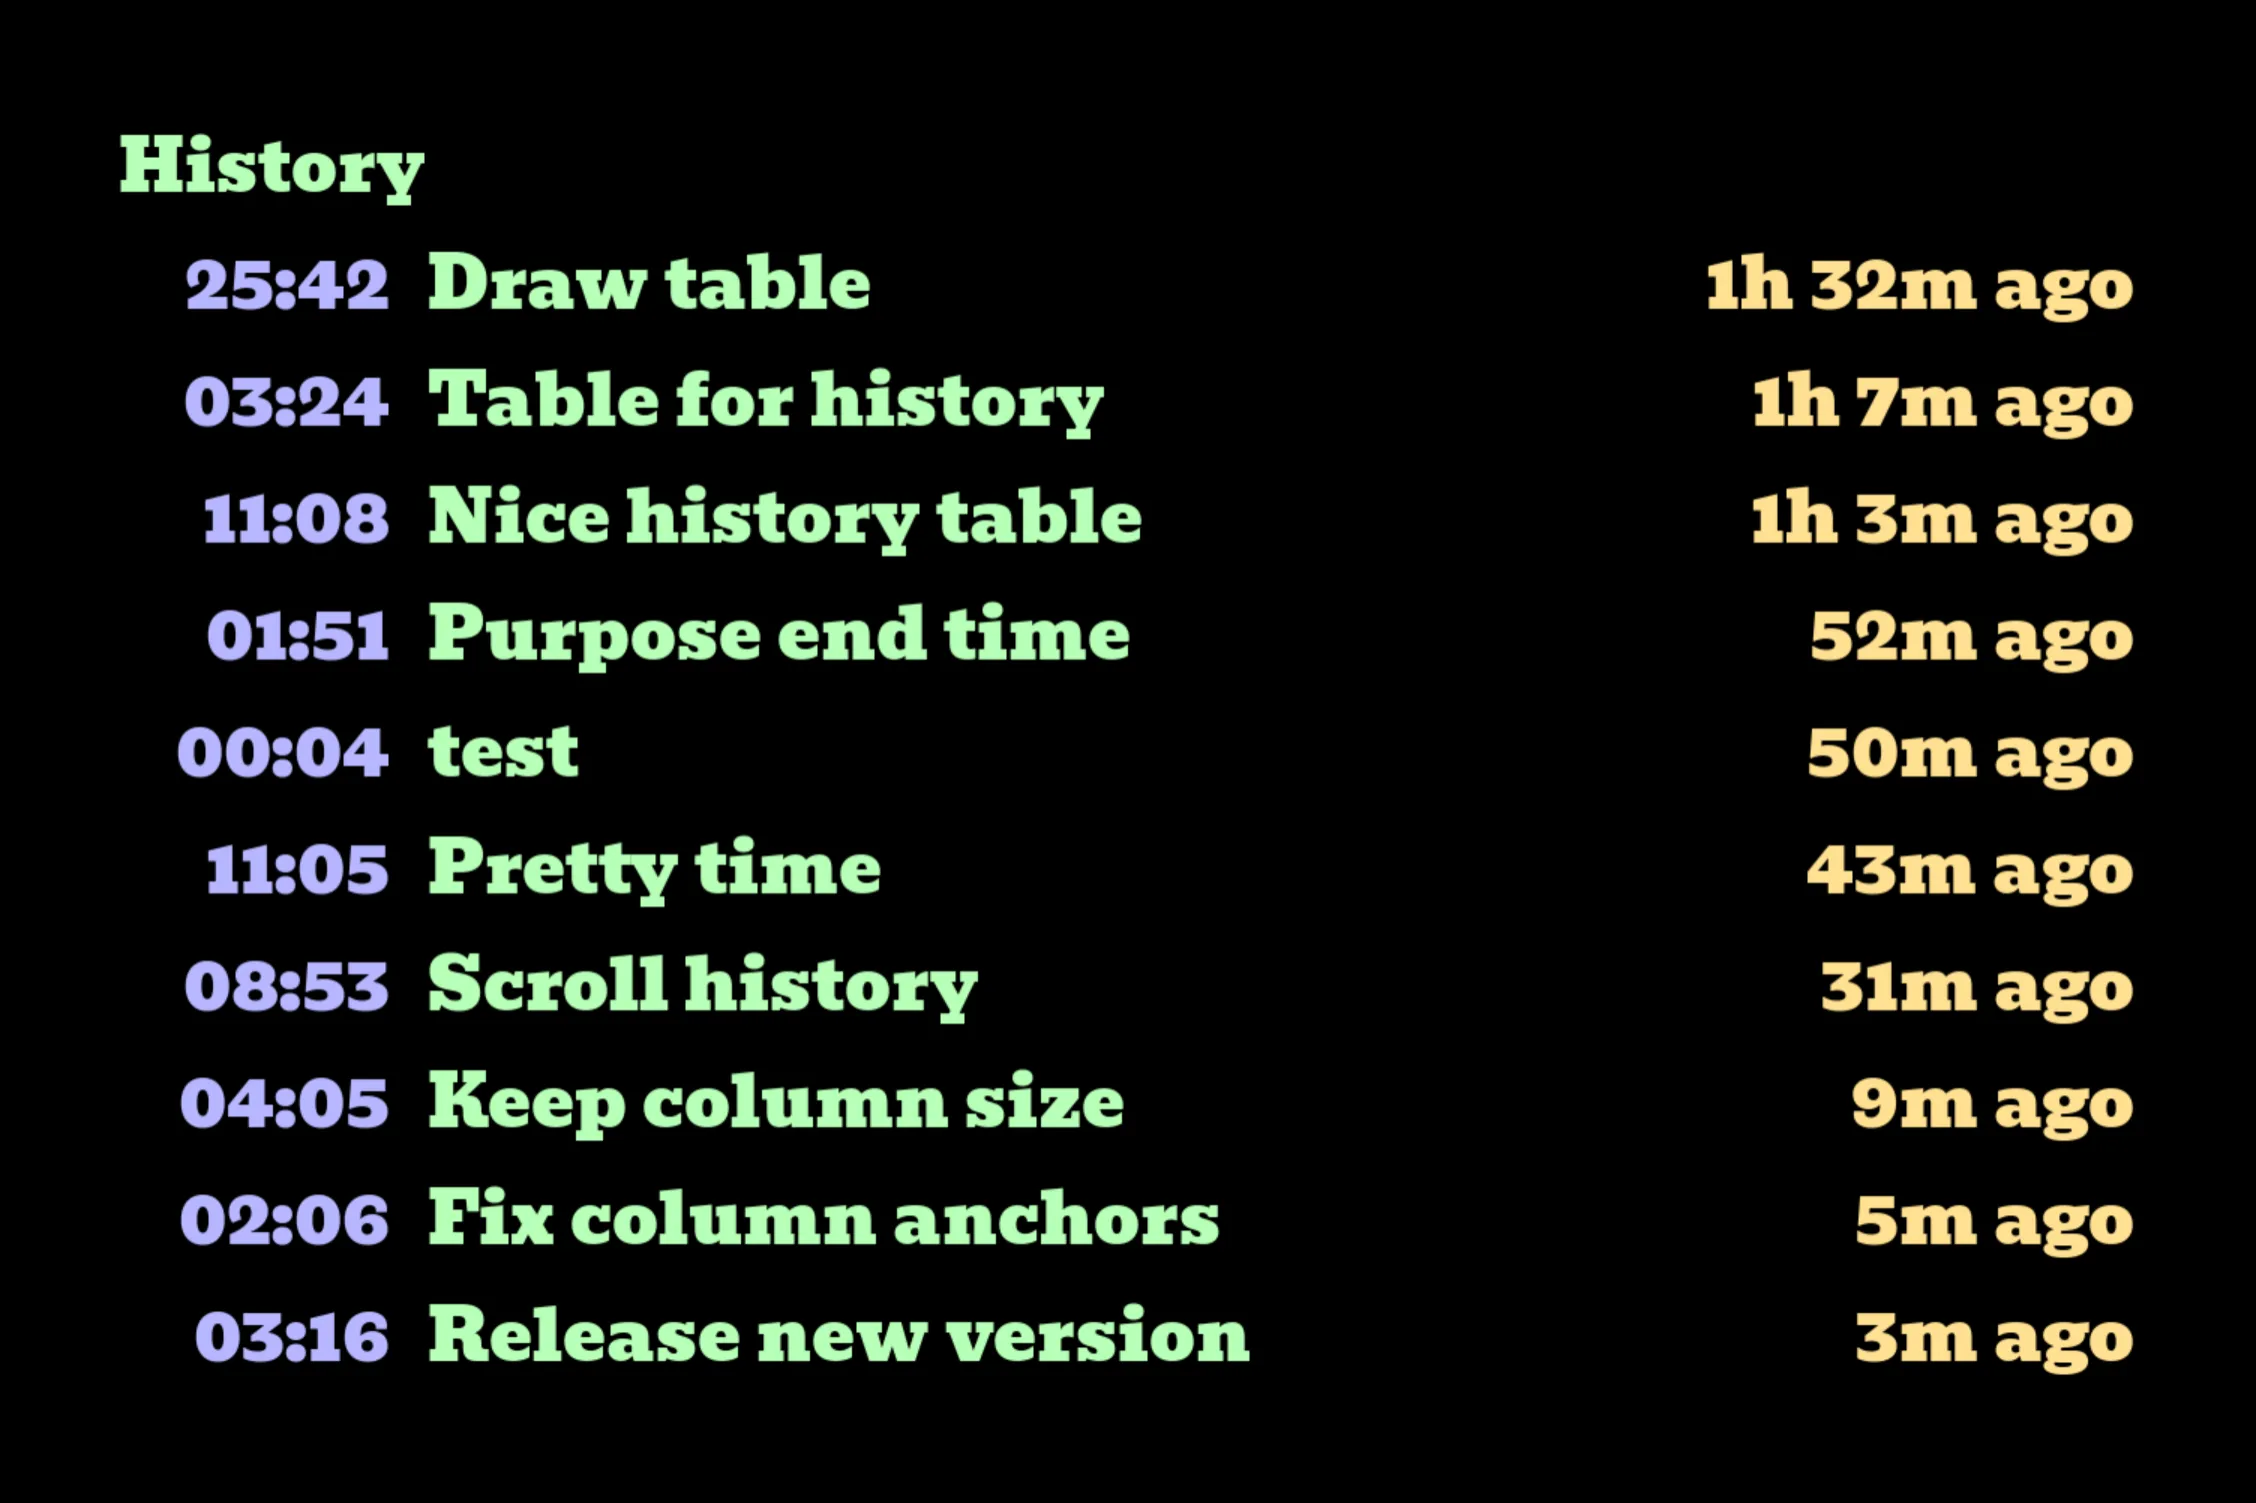 History
25:42 Draw table 1h 32m ago
03:24 Table for history 1h 7m ago
11:08 Nice history table 1h 3m ago
01:51 Purpose end time 52m ago
00:04 test 50m ago
11:05 Pretty time 43m ago
08:53 Scroll history 31m ago
04:05 Keep column size 9m ago
02:06 Fix column anchors 5m ago
03:16 Release new version 3m ago